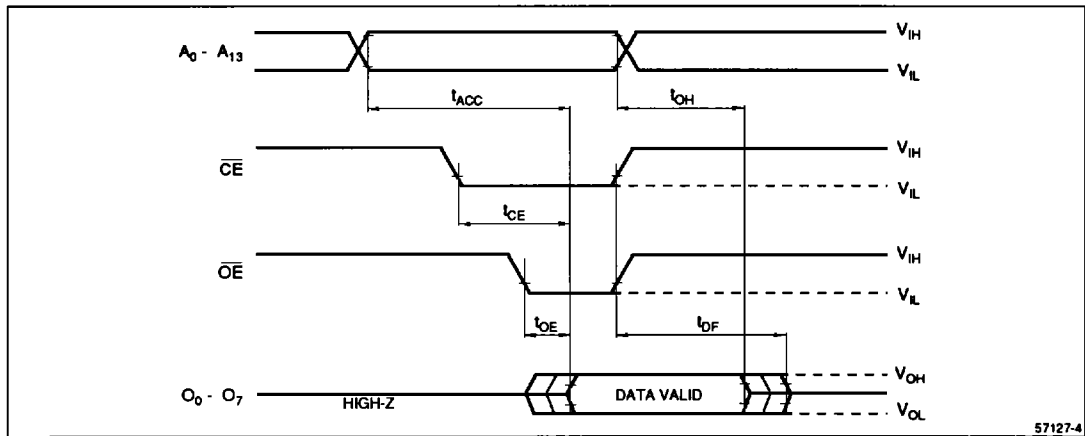 A0 - A13
VIH
VIL
tACC
tOH
CE
VIH
VIL
tCE
OE
VIH
VIL
tOE
tDF
O0 - O7
HIGH-Z
DATA VALID
VOH
VOL
57127-4